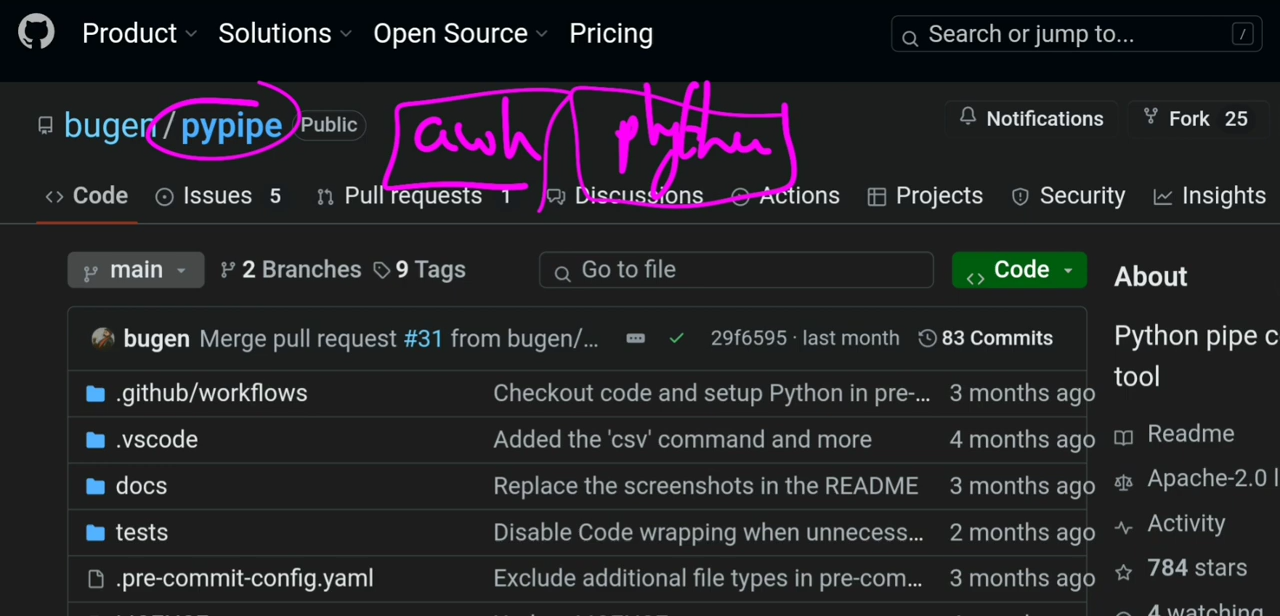 Product Solutions Open Source Pricing Search or jump to... /
bugen/pypipe Public awk python Notifications Fork 25
Code Issues 5 Pull requests 1 Discussions Actions Projects Security Insights
main 2 Branches 9 Tags Go to file Code About
bugen Merge pull request #31 from bugen/... 29f6595 · last month 83 Commits
Python pipe c
tool
.github/workflows Checkout code and setup Python in pre-... 3 months ago
.vscode Added the 'csv' command and more 4 months ago
Readme
docs Replace the screenshots in the README 3 months ago
Apache-2.0 l
tests Disable Code wrapping when unnecess... 2 months ago
Activity
.pre-commit-config.yaml Exclude additional file types in pre-com... 3 months ago
784 stars
4 watching